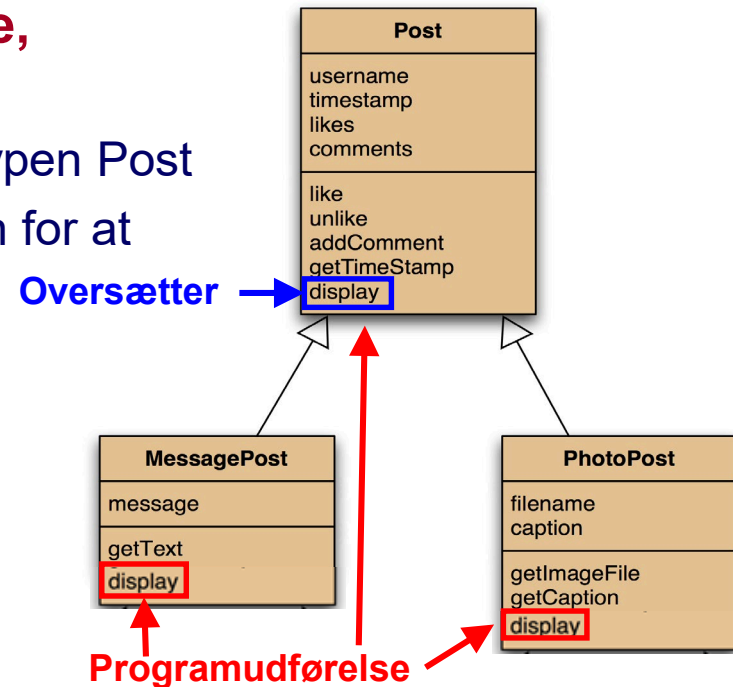 e,
ypen Post
n for at
Oversætter
Post
username
timestamp
likes
comments
like
unlike
addComment
getTimeStamp
display
MessagePost
message
getText
display
PhotoPost
filename
caption
getImageFile
getCaption
display
Programudførelse